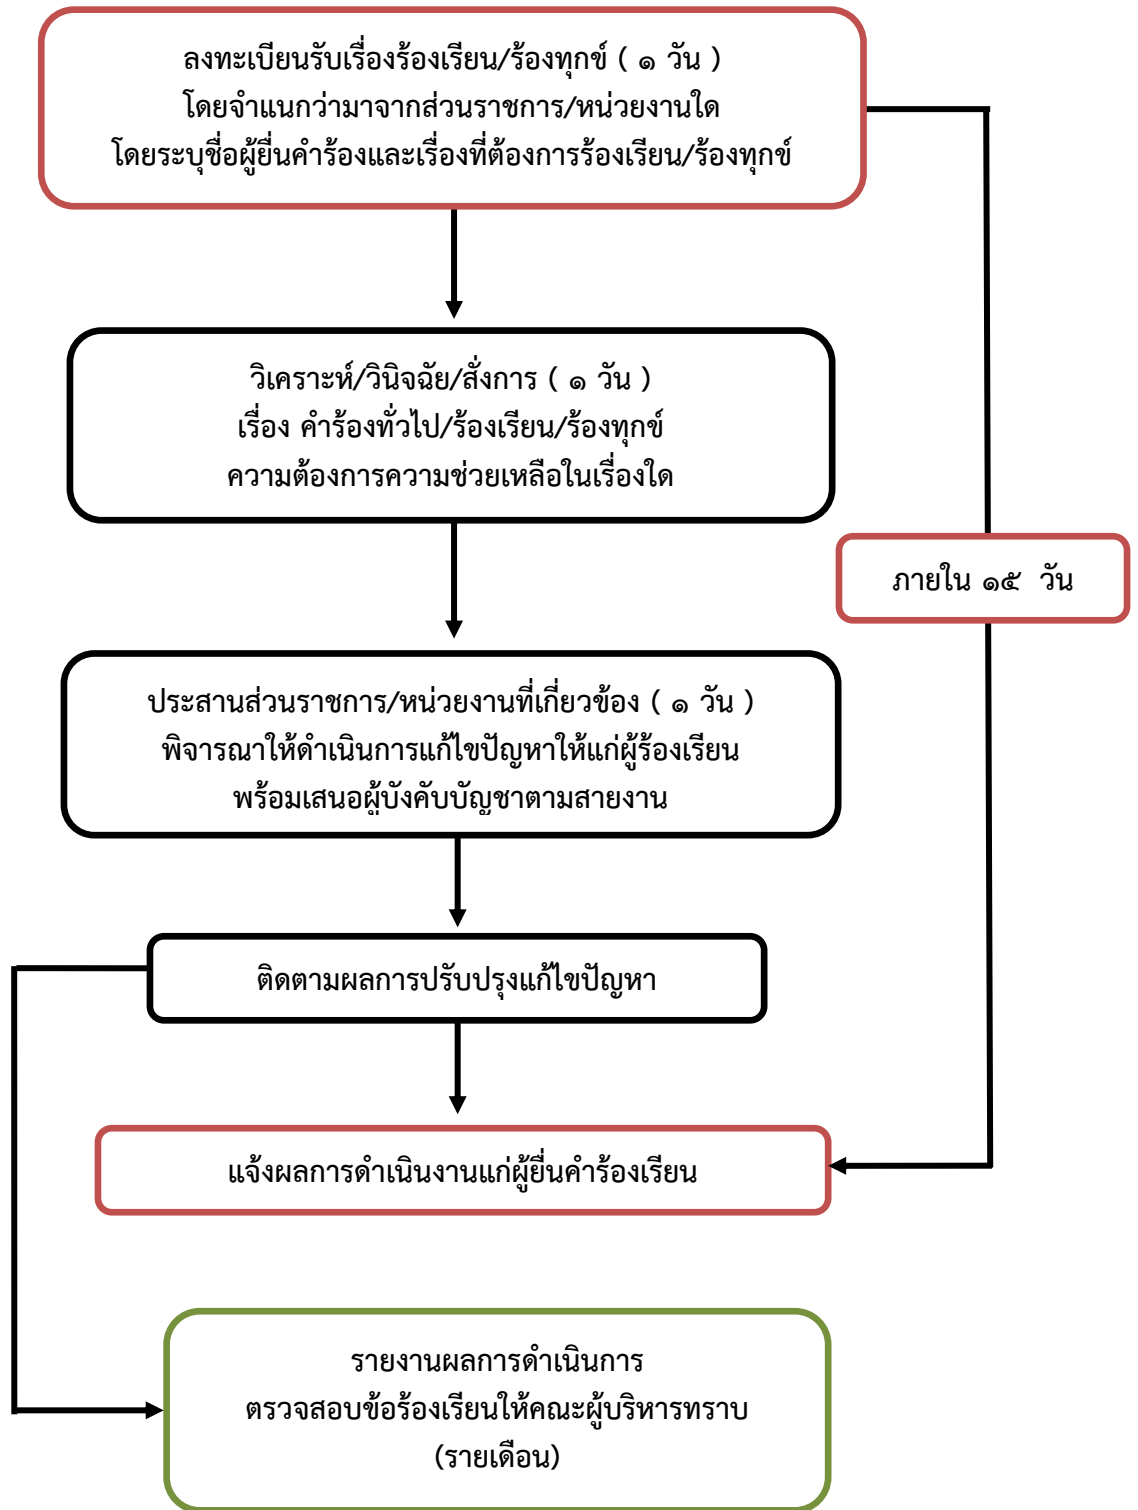 ลงทะเบียนรับเรื่องร้องเรียน/ร้องทุกข์ ( ๑ วัน )
โดยจำแนกว่ามาจากส่วนราชการ/หน่วยงานใด
โดยระบุชื่อผู้ยื่นคำร้องและเรื่องที่ต้องการร้องเรียน/ร้องทุกข์
วิเคราะห์/วินิจฉัย/สั่งการ ( ๑ วัน )
เรื่อง คำร้องทั่วไป/ร้องเรียน/ร้องทุกข์
ความต้องการความช่วยเหลือในเรื่องใด
ภายใน ๑๕ วัน
ประสานส่วนราชการ/หน่วยงานที่เกี่ยวข้อง ( ๑ วัน )
พิจารณาให้ดำเนินการแก้ไขปัญหาให้แก่ผู้ร้องเรียน
พร้อมเสนอผู้บังคับบัญชาตามสายงาน
ติดตามผลการปรับปรุงแก้ไขปัญหา
แจ้งผลการดำเนินงานแก่ผู้ยื่นคำร้องเรียน
รายงานผลการดำเนินการ
ตรวจสอบข้อร้องเรียนให้คณะผู้บริหารทราบ
(รายเดือน)